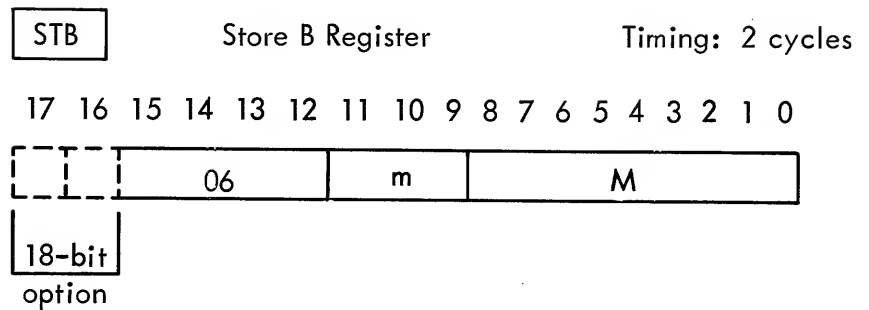 STB Store B Register Timing: 2 cycles
17 16 15 14 13 12 11 10 9 8 7 6 5 4 3 2 1 0
06 m M
18-bit
option